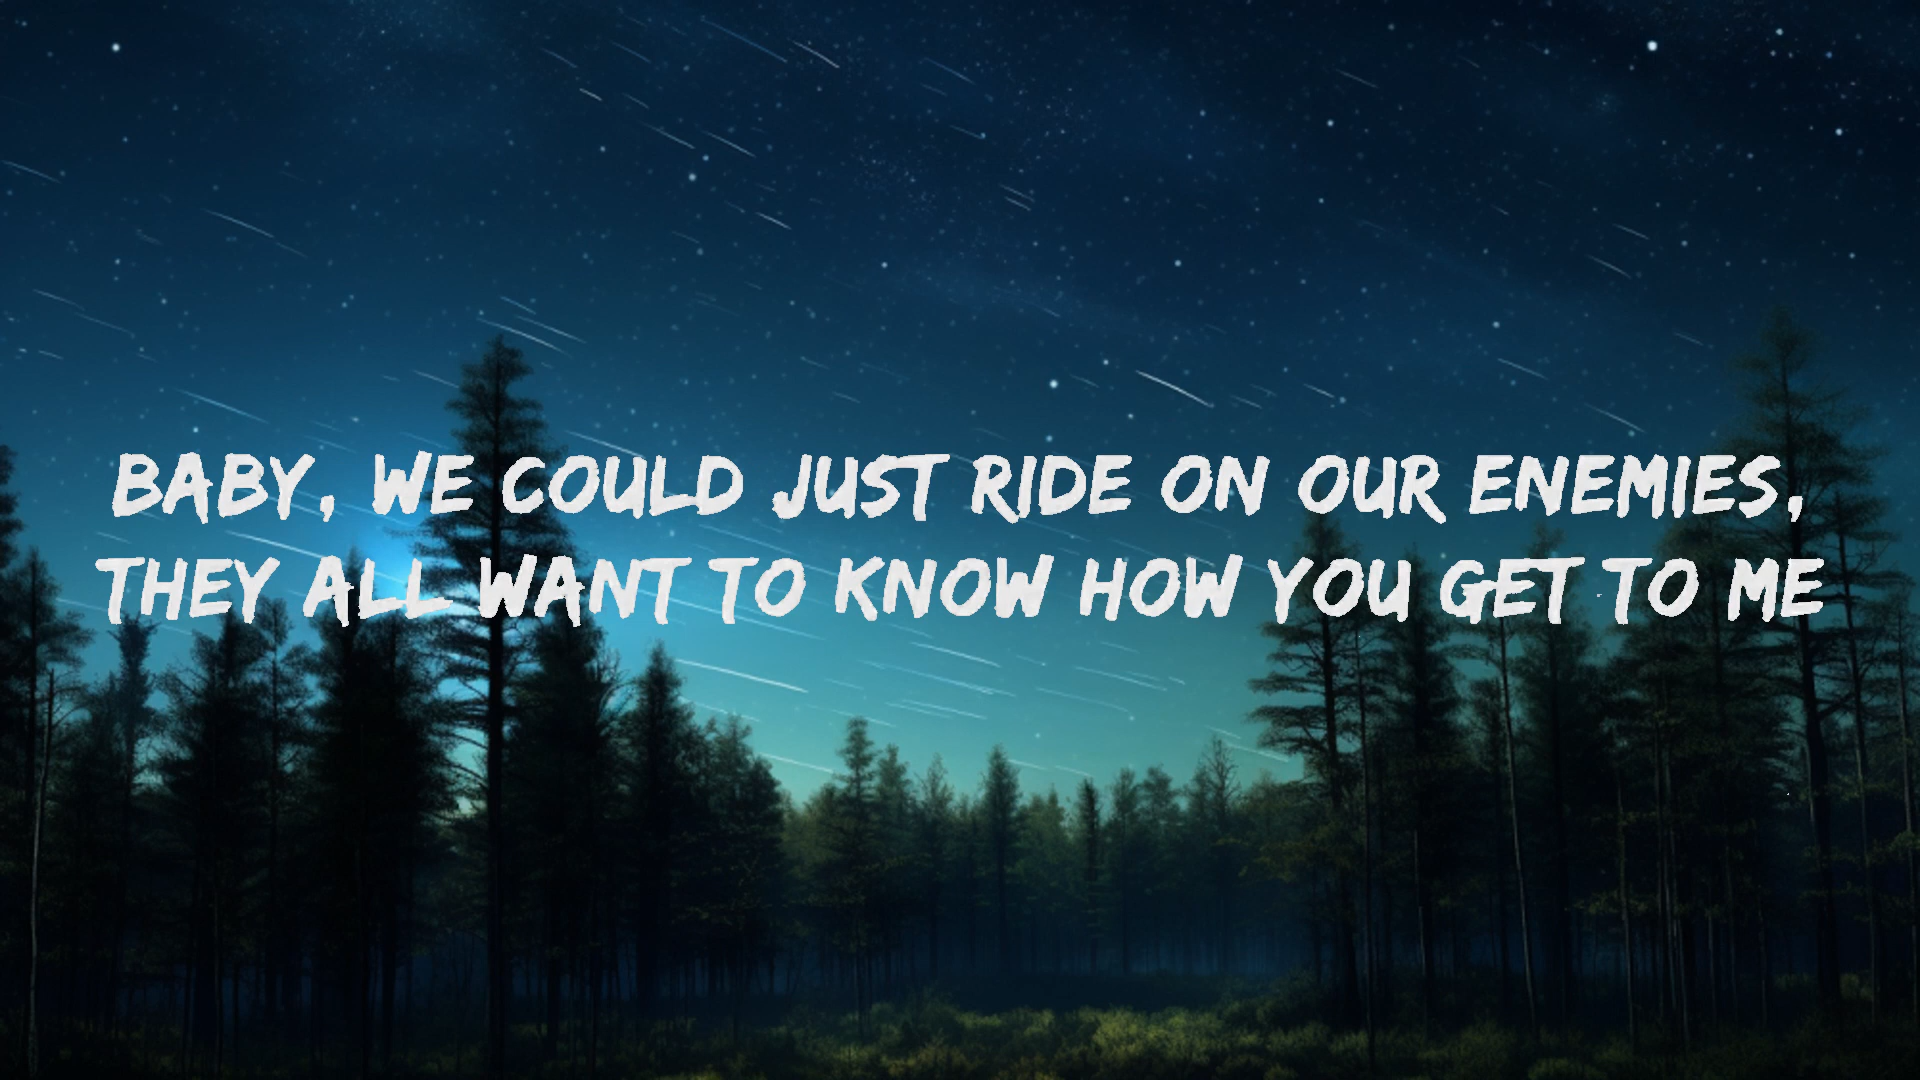 BABY, WE COULD JUST RIDE ON OUR ENEMIES,
THEY ALL WANT TO KNOW HOW YOU GET TO ME